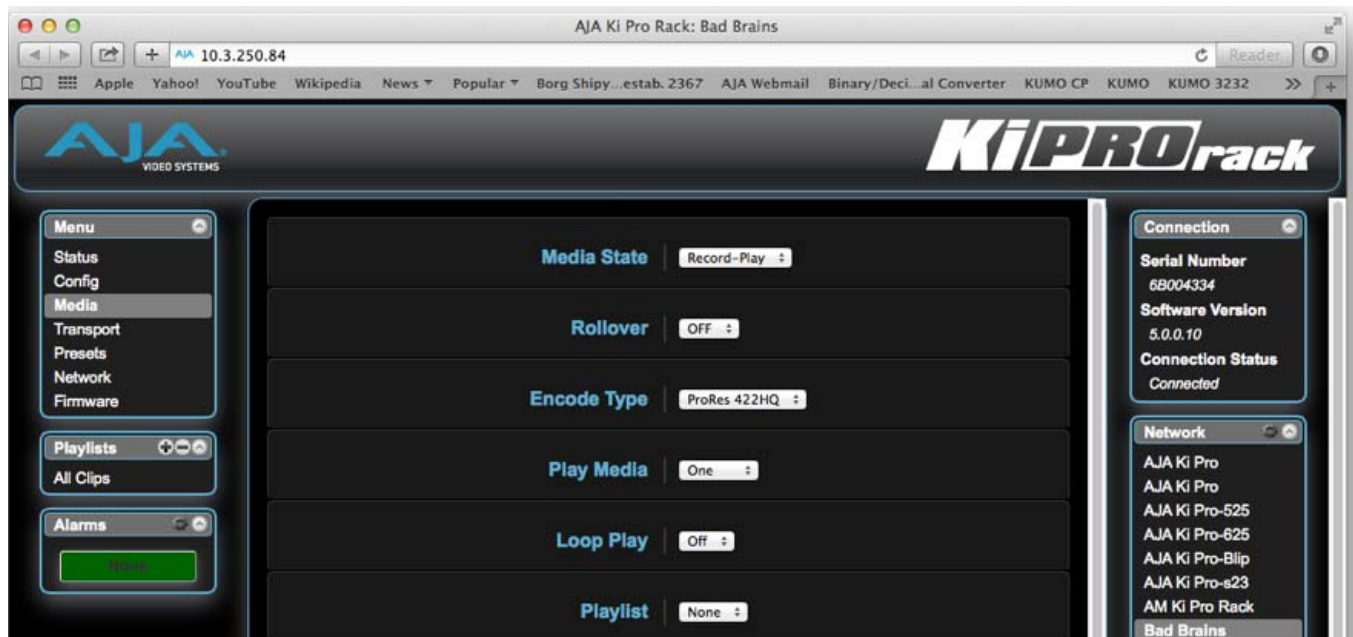 AJA Ki Pro Rack: Bad Brains
AJA 10.3.250.84
Reader
Apple Yahoo! YouTube Wikipedia News Popular Borg Shipy...estab. 2367 AJA Webmail Binary/Deci...al Converter KUMO CP KUMO KUMO 3232 >>
AJA
VIDEO SYSTEMS
KiPROrack
Menu
Status
Config
Media
Transport
Presets
Network
Firmware
Playlists
All Clips
Alarms
None
Media State Record-Play
Rollover OFF
Encode Type ProRes 422HQ
Play Media One
Loop Play Off
Playlist None
Connection
Serial Number
6B004334
Software Version
5.0.0.10
Connection Status
Connected
Network
AJA Ki Pro
AJA Ki Pro
AJA Ki Pro-525
AJA Ki Pro-625
AJA Ki Pro-Blip
AJA Ki Pro-s23
AM Ki Pro Rack
Bad Brains